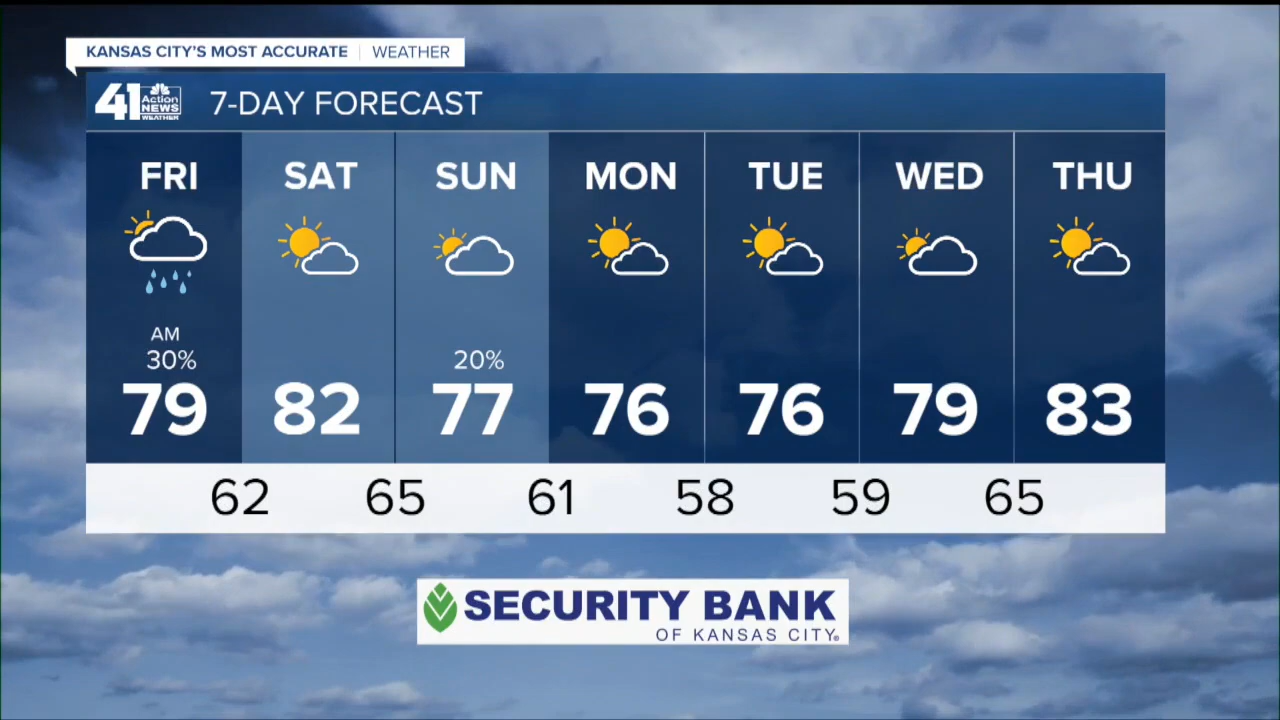 KANSAS CITY'S MOST ACCURATE | WEATHER
41 Action NEWS WEATHER
7-DAY FORECAST
FRI SAT SUN MON TUE WED THU
AM
30% 20%
79 82 77 76 76 79 83
62 65 61 58 59 65
SECURITY BANK
OF KANSAS CITY®